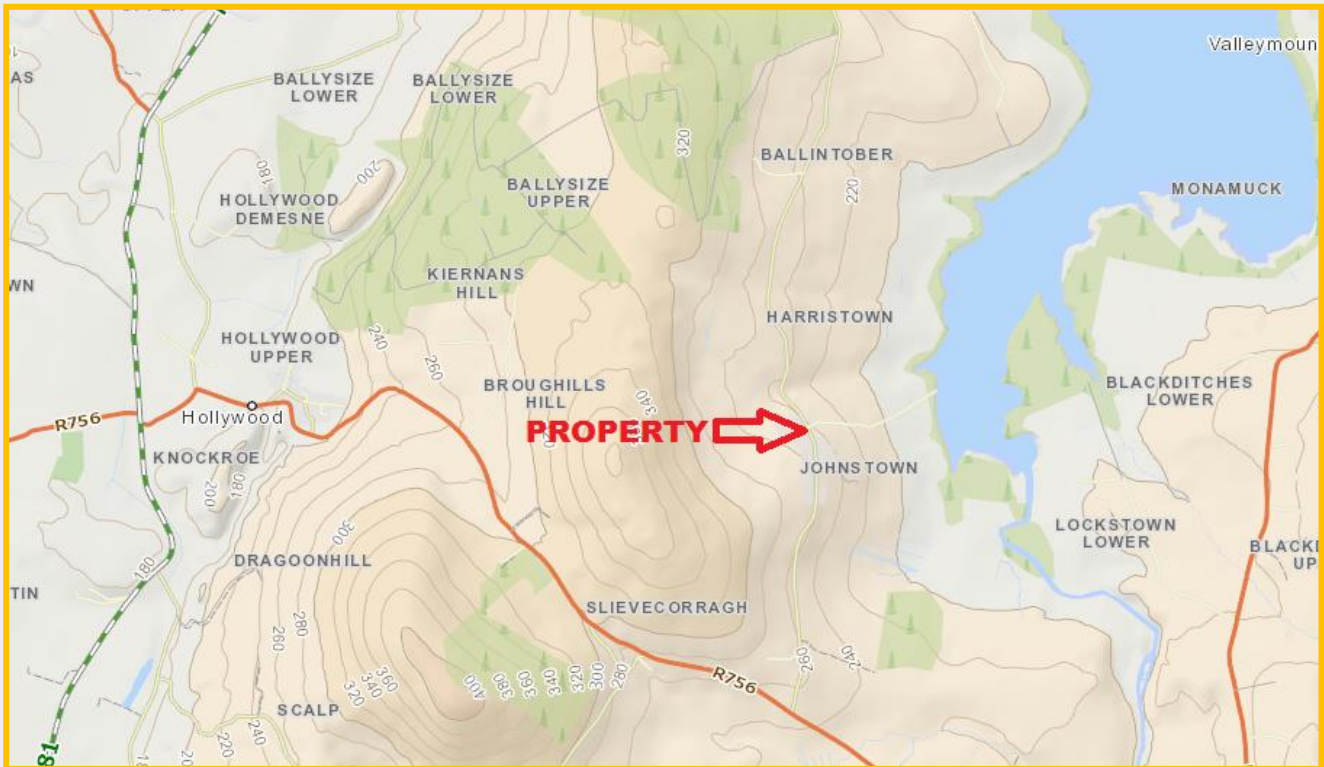 Valleymoun
AS
BALLYSIZE
LOWER
BALLYSIZE
LOWER
320
BALLINTOBER
180
200
220
HOLLYWOOD
DEMESNE
BALLYSIZE
UPPER
MONAMUCK
WN
KIERNANS
HILL
HARRISTOWN
HOLLYWOOD
UPPER
240
260
BROUGHILLS
HILL
340
BLACKDITCHES
LOWER
R756
Hollywood
PROPERTY
KNOCKROE
200
180
JOHNSTOWN
300
LOCKSTOWN
LOWER
DRAGOONHILL
BLACKD
UP
180
TIN
SLIEVECORRAGH
280
260
260
240
R756
400
380
360
340
320
300
280
360
340
320
SCALP
240
220
81